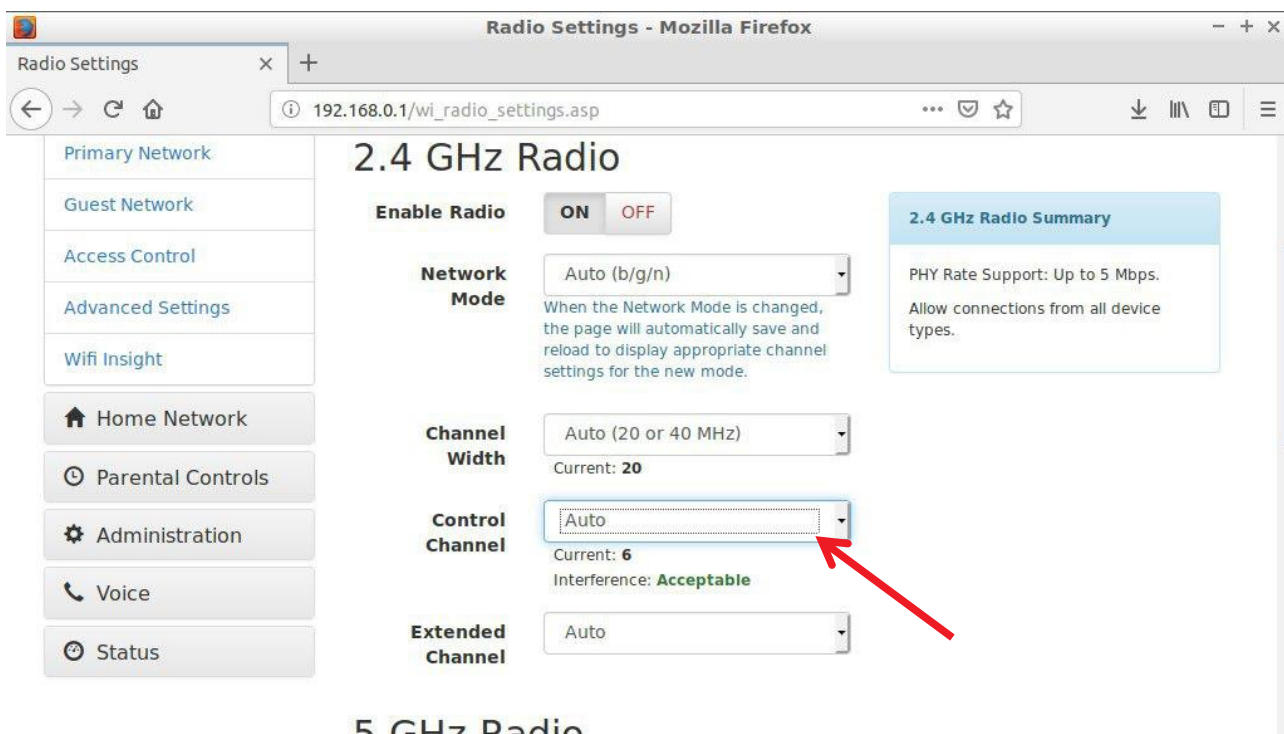 Radio Settings - Mozilla Firefox
Radio Settings
192.168.0.1/wi_radio_settings.asp
Primary Network
Guest Network
Access Control
Advanced Settings
Wifi Insight
Home Network
Parental Controls
Administration
Voice
Status
2.4 GHz Radio
Enable Radio
ON OFF
Network
Mode
Auto (b/g/n)
When the Network Mode is changed,
the page will automatically save and
reload to display appropriate channel
settings for the new mode.
Channel
Width
Auto (20 or 40 MHz)
Current: 20
Control
Channel
Auto
Current: 6
Interference: Acceptable
Extended
Channel
Auto
2.4 GHz Radio Summary
PHY Rate Support: Up to 5 Mbps.
Allow connections from all device
types.
5 GHz Radio